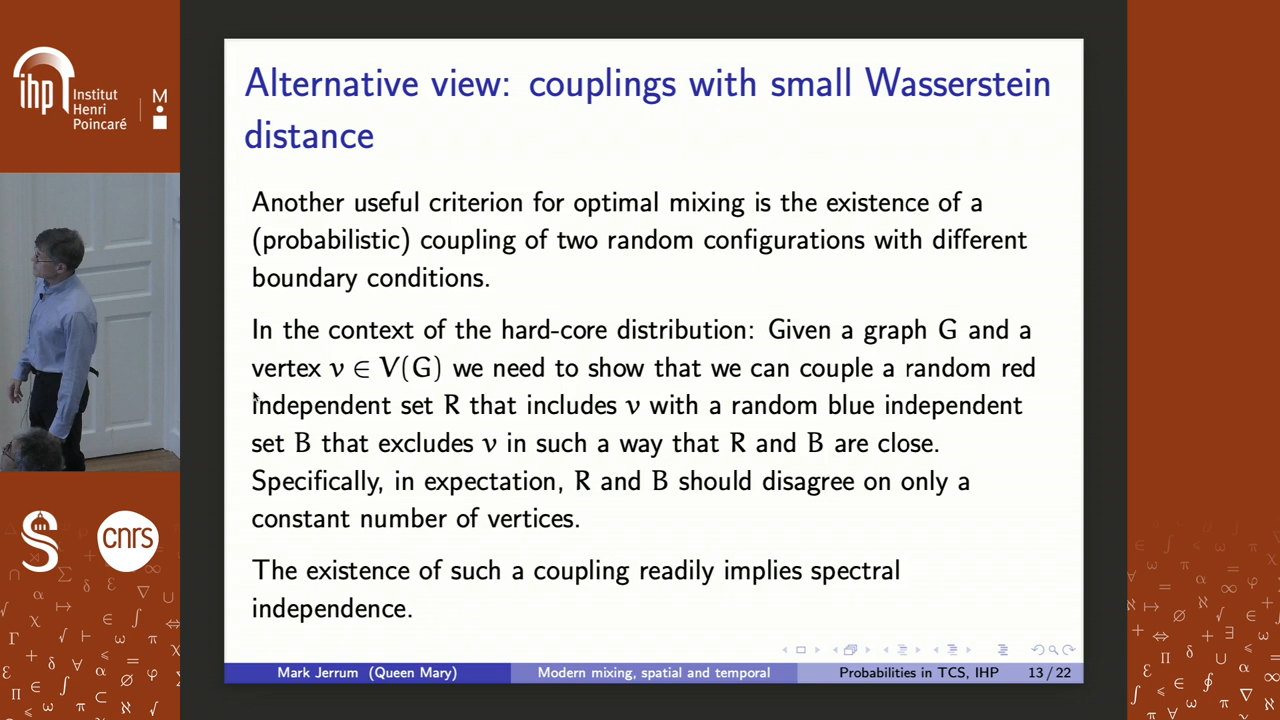 ihp
Institut
Henri
Poincaré
M
Alternative view: couplings with small Wasserstein
distance
Another useful criterion for optimal mixing is the existence of a
(probabilistic) coupling of two random configurations with different
boundary conditions.
In the context of the hard-core distribution: Given a graph G and a
vertex v ∈ V(G) we need to show that we can couple a random red
independent set R that includes v with a random blue independent
set B that excludes v in such a way that R and B are close.
Specifically, in expectation, R and B should disagree on only a
constant number of vertices.
The existence of such a coupling readily implies spectral
independence.
Mark Jerrum (Queen Mary)
Modern mixing, spatial and temporal
Probabilities in TCS, IHP
13 / 22
S
cnrs